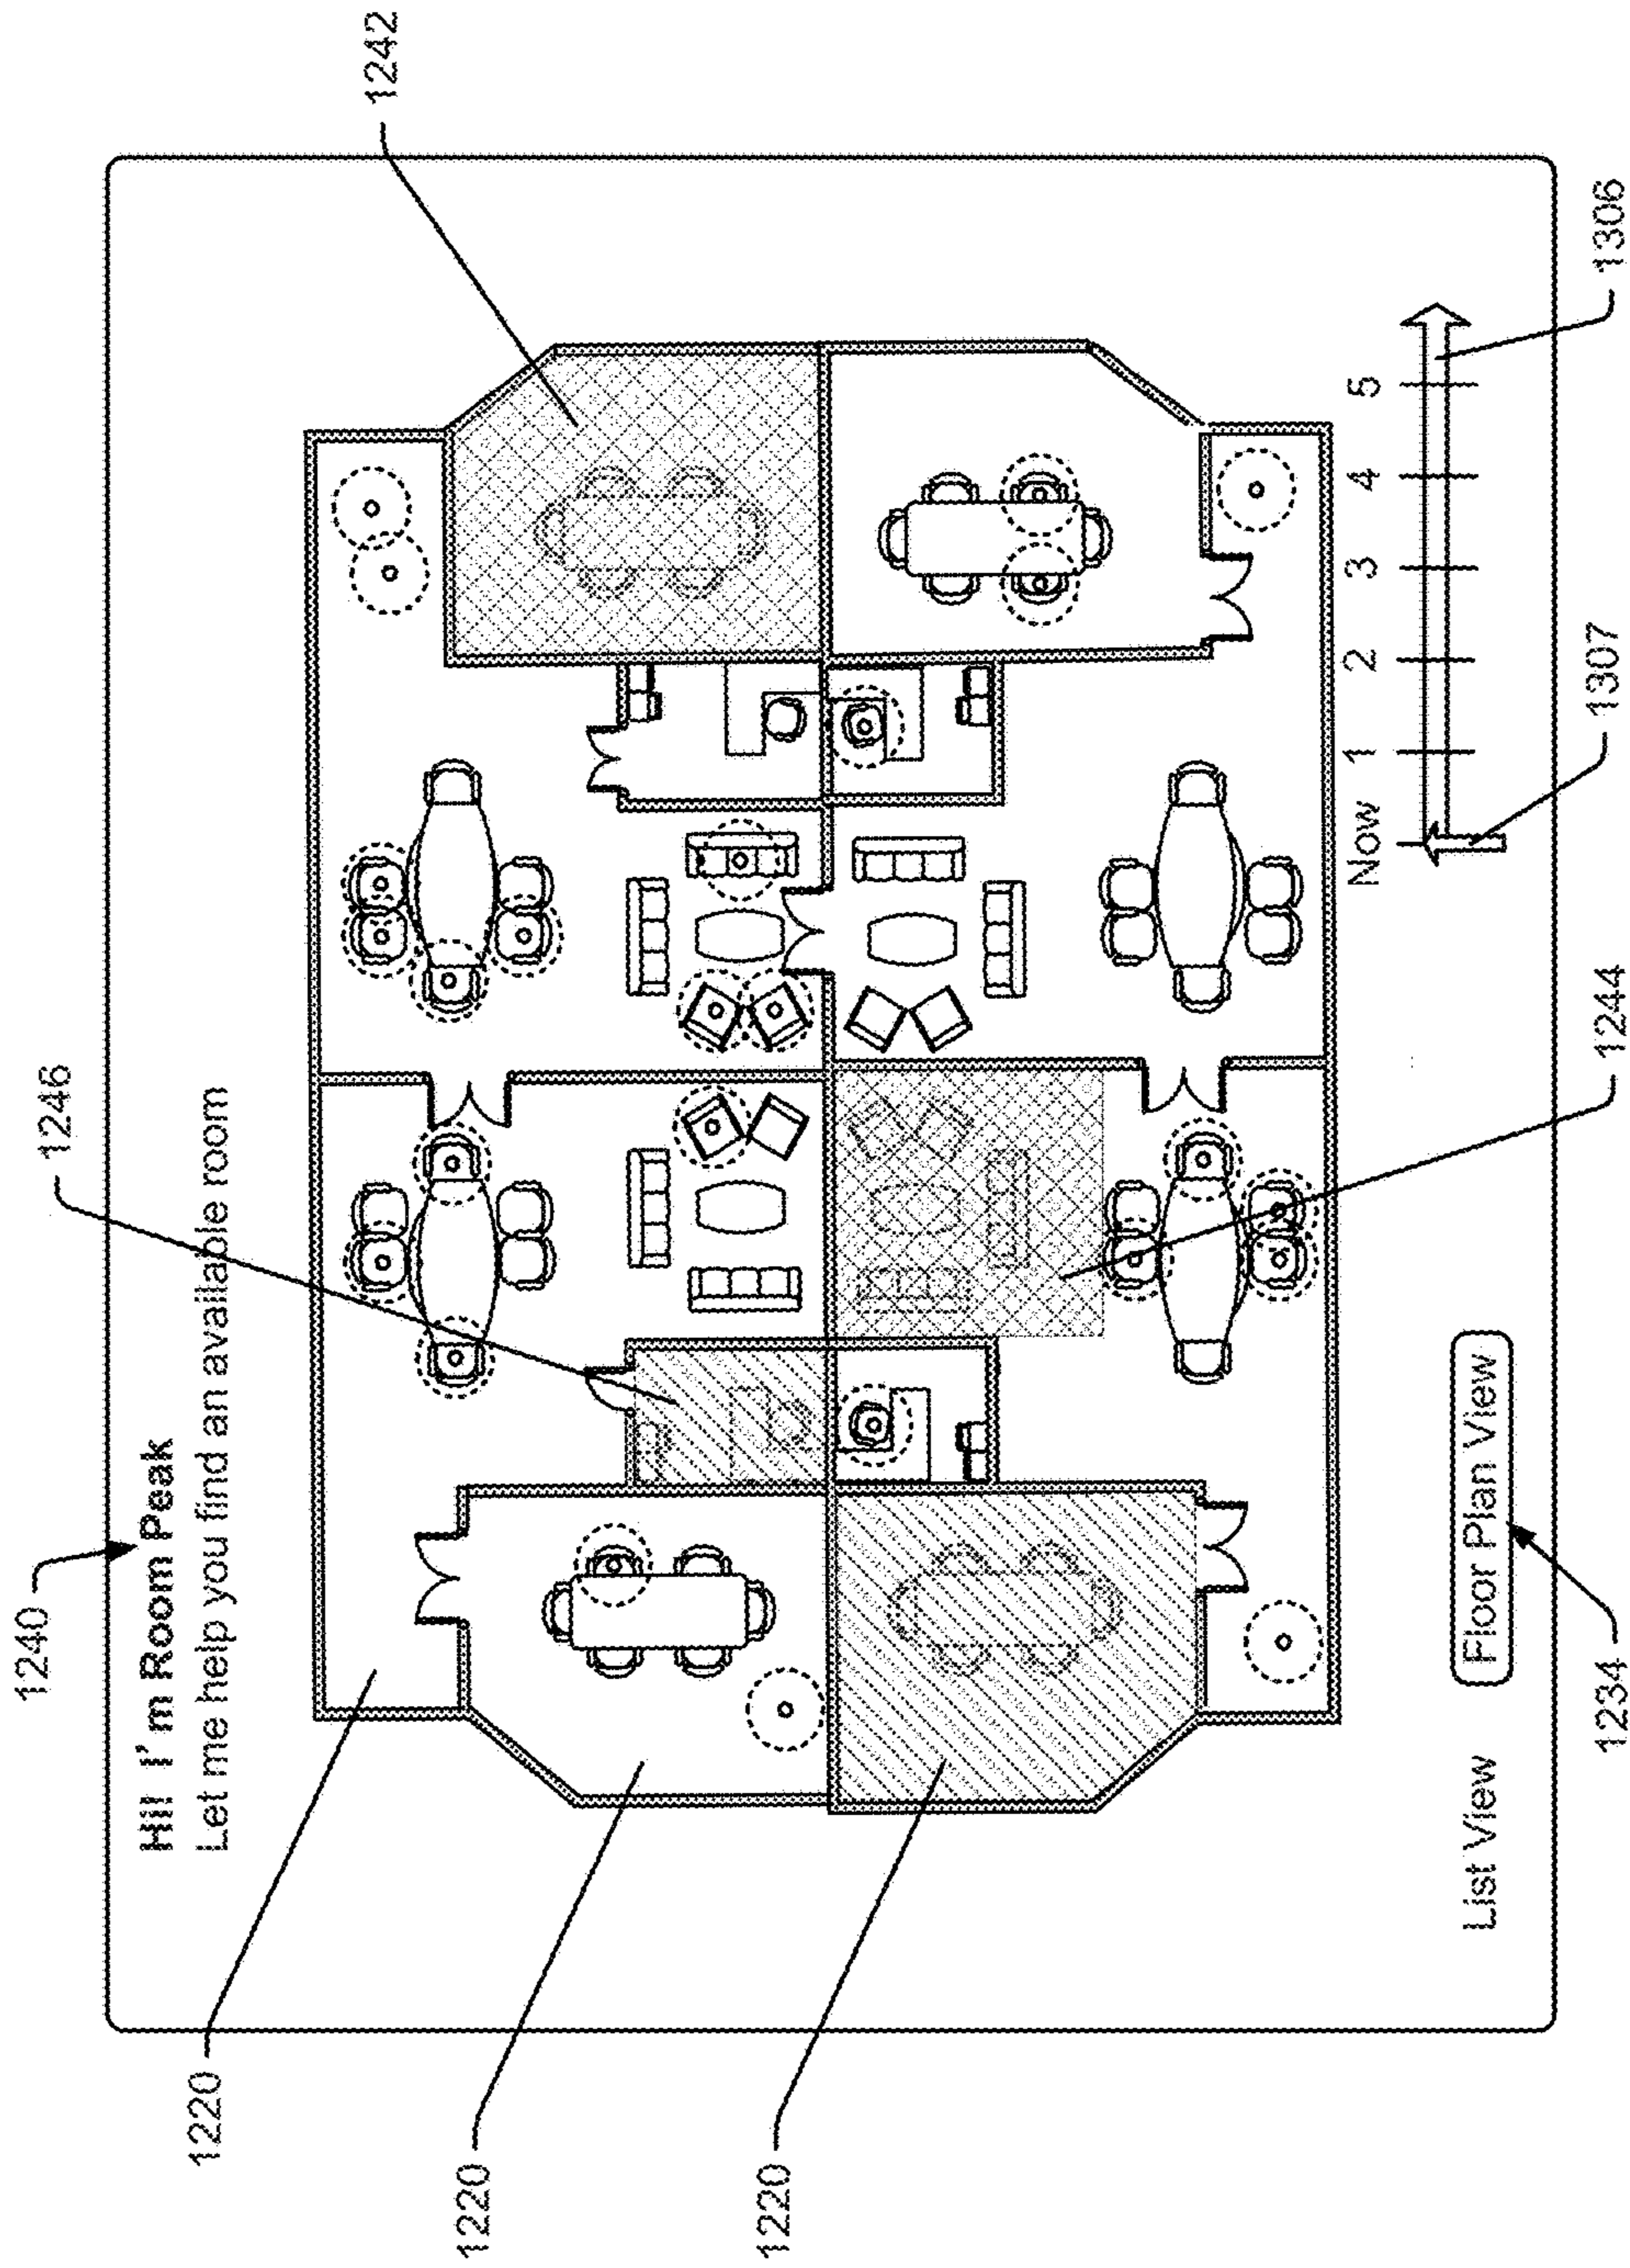 1240
1246
Hi! I'm Room Peak
Let me help you find an available room
1220
1242
1220
1220
Now 1 2 3 4 5
List View Floor Plan View
1234
1244
1307
1306